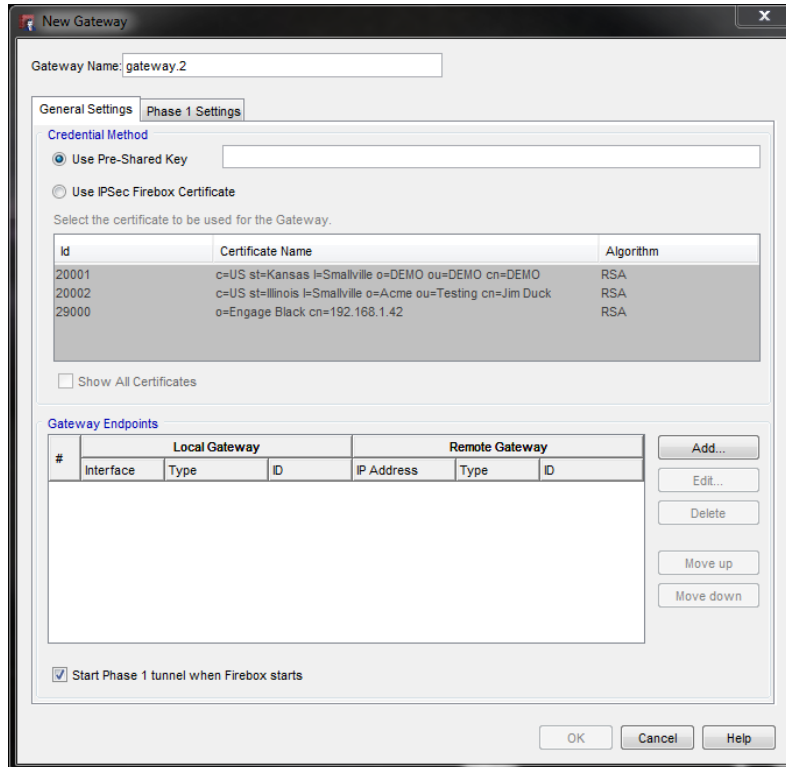 New Gateway
x
Gateway Name: gateway.2
General Settings Phase 1 Settings
Credential Method
Use Pre-Shared Key
Use IPSec Firebox Certificate
Select the certificate to be used for the Gateway.
Id Certificate Name Algorithm
20001 c=US st=Kansas l=Smallville o=DEMO ou=DEMO cn=DEMO RSA
20002 c=US st=Illinois l=Smallville o=Acme ou=Testing cn=Jim Duck RSA
29000 o=Engage Black cn=192.168.1.42 RSA
Show All Certificates
Gateway Endpoints
# Local Gateway Remote Gateway
Interface Type ID IP Address Type ID
Add...
Edit...
Delete
Move up
Move down
Start Phase 1 tunnel when Firebox starts
OK Cancel Help